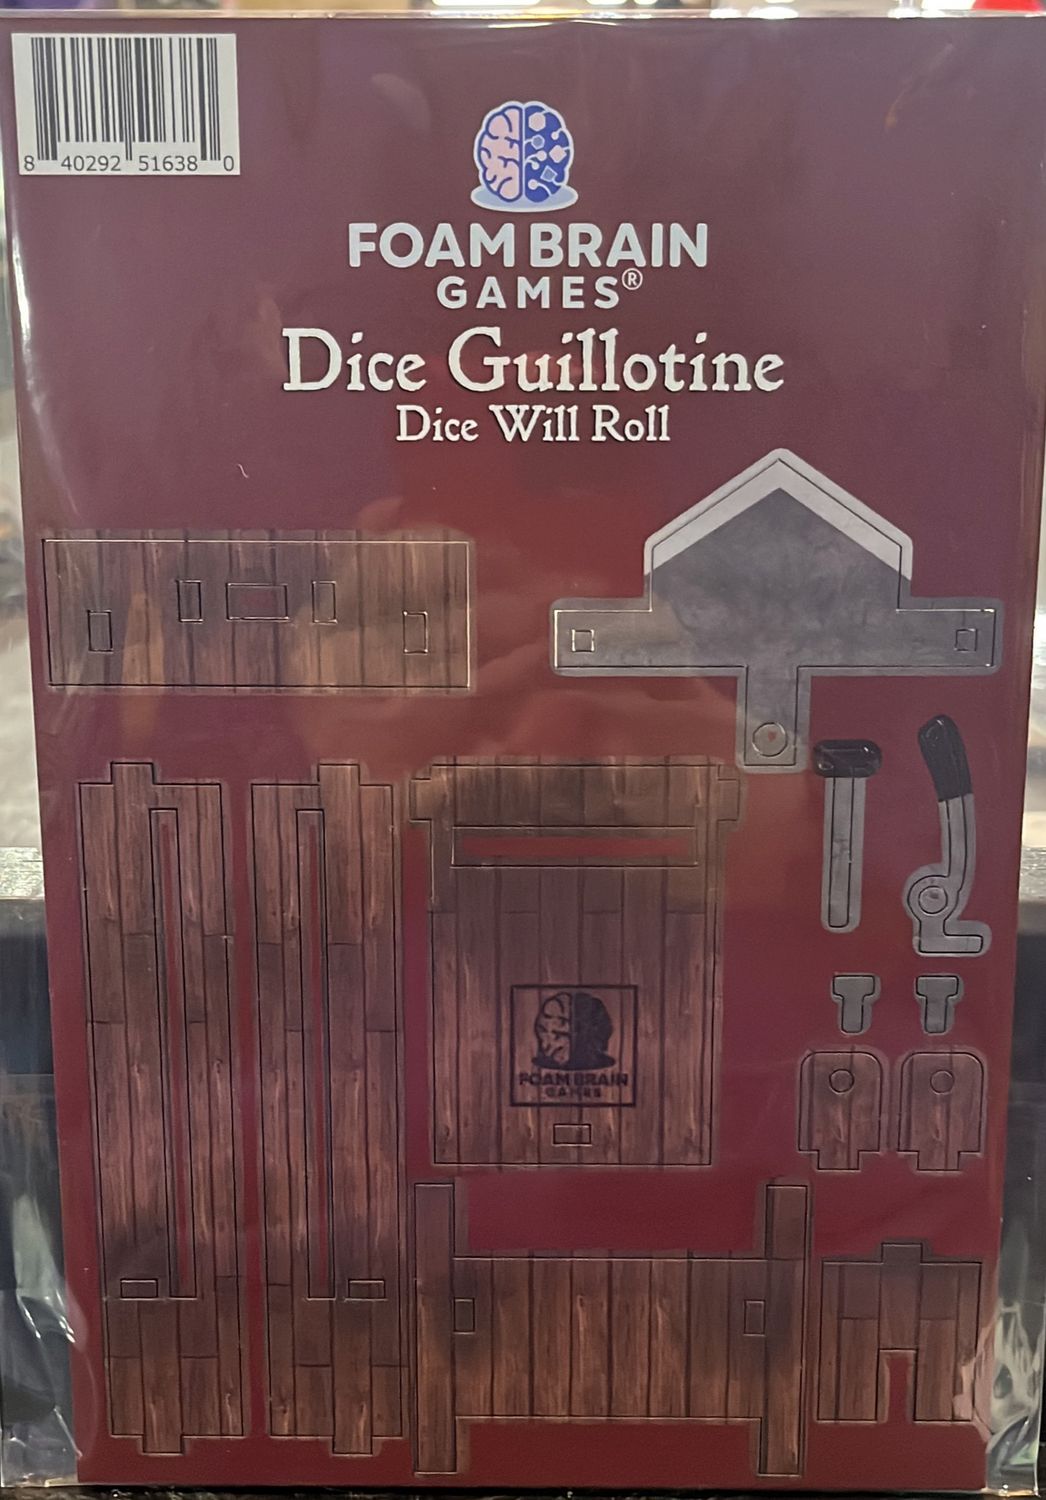 8 40292 51638 0
FOAM BRAIN
GAMES®
Dice Guillotine
Dice Will Roll
FOAM BRAIN
GAMES